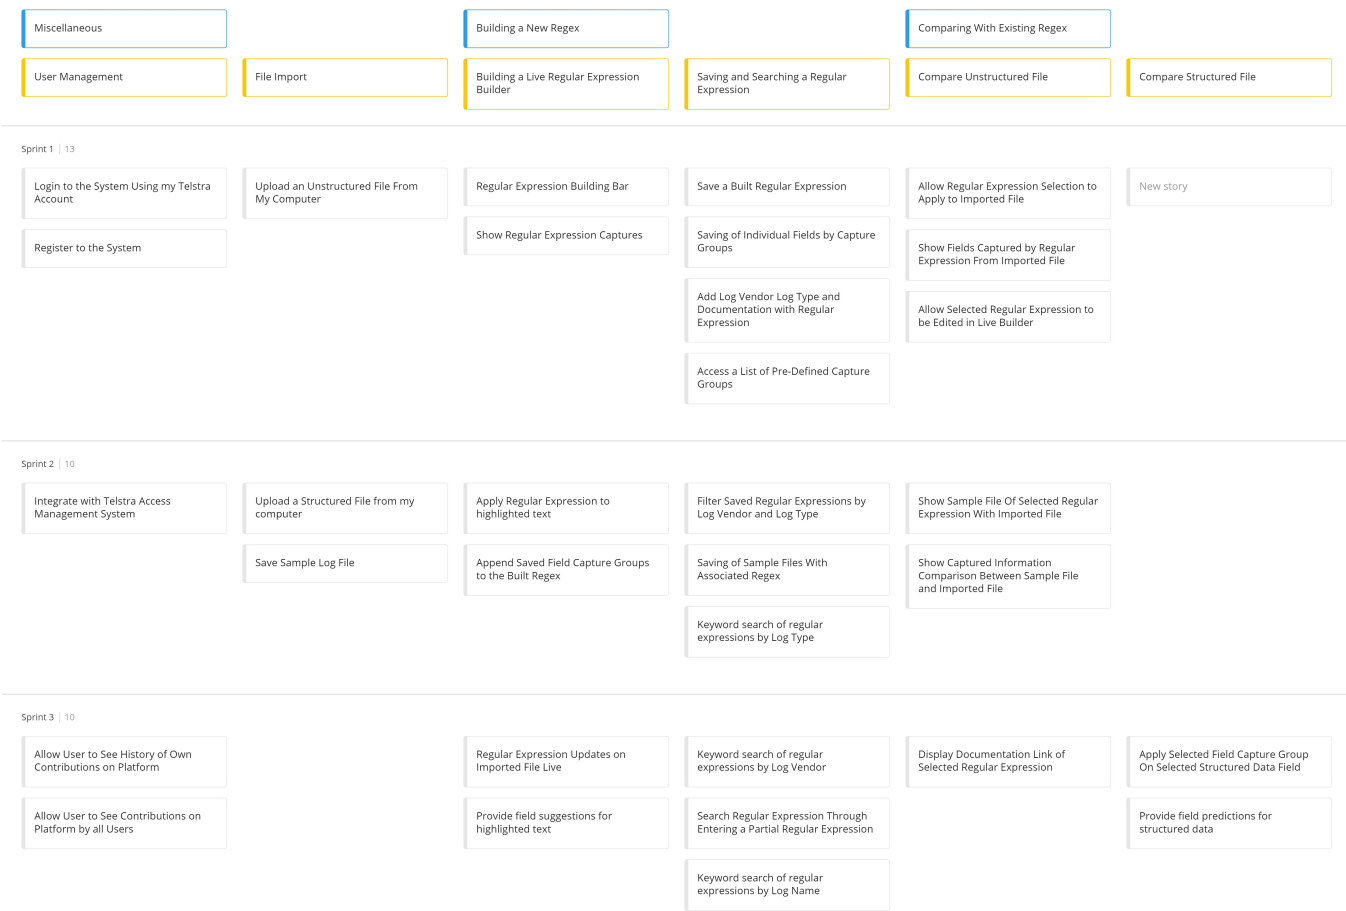 Miscellaneous
Building a New Regex
Comparing With Existing Regex
User Management
File Import
Building a Live Regular Expression
Builder
Saving and Searching a Regular
Expression
Compare Unstructured File
Compare Structured File
Sprint 1 | 13
Login to the System Using my Telstra
Account
Upload an Unstructured File From
My Computer
Regular Expression Building Bar
Save a Built Regular Expression
Allow Regular Expression Selection to
Apply to Imported File
New story
Register to the System
Show Regular Expression Captures
Saving of Individual Fields by Capture
Groups
Show Fields Captured by Regular
Expression From Imported File
Add Log Vendor Log Type and
Documentation with Regular
Expression
Allow Selected Regular Expression to
be Edited in Live Builder
Access a List of Pre-Defined Capture
Groups
Sprint 2 | 10
Integrate with Telstra Access
Management System
Upload a Structured File from my
computer
Apply Regular Expression to
highlighted text
Filter Saved Regular Expressions by
Log Vendor and Log Type
Show Sample File Of Selected Regular
Expression With Imported File
Save Sample Log File
Append Saved Field Capture Groups
to the Built Regex
Saving of Sample Files With
Associated Regex
Show Captured Information
Comparison Between Sample File
and Imported File
Keyword search of regular
expressions by Log Type
Sprint 3 | 10
Allow User to See History of Own
Contributions on Platform
Regular Expression Updates on
Imported File Live
Keyword search of regular
expressions by Log Vendor
Display Documentation Link of
Selected Regular Expression
Apply Selected Field Capture Group
On Selected Structured Data Field
Allow User to See Contributions on
Platform by all Users
Provide field suggestions for
highlighted text
Search Regular Expression Through
Entering a Partial Regular Expression
Provide field predictions for
structured data
Keyword search of regular
expressions by Log Name